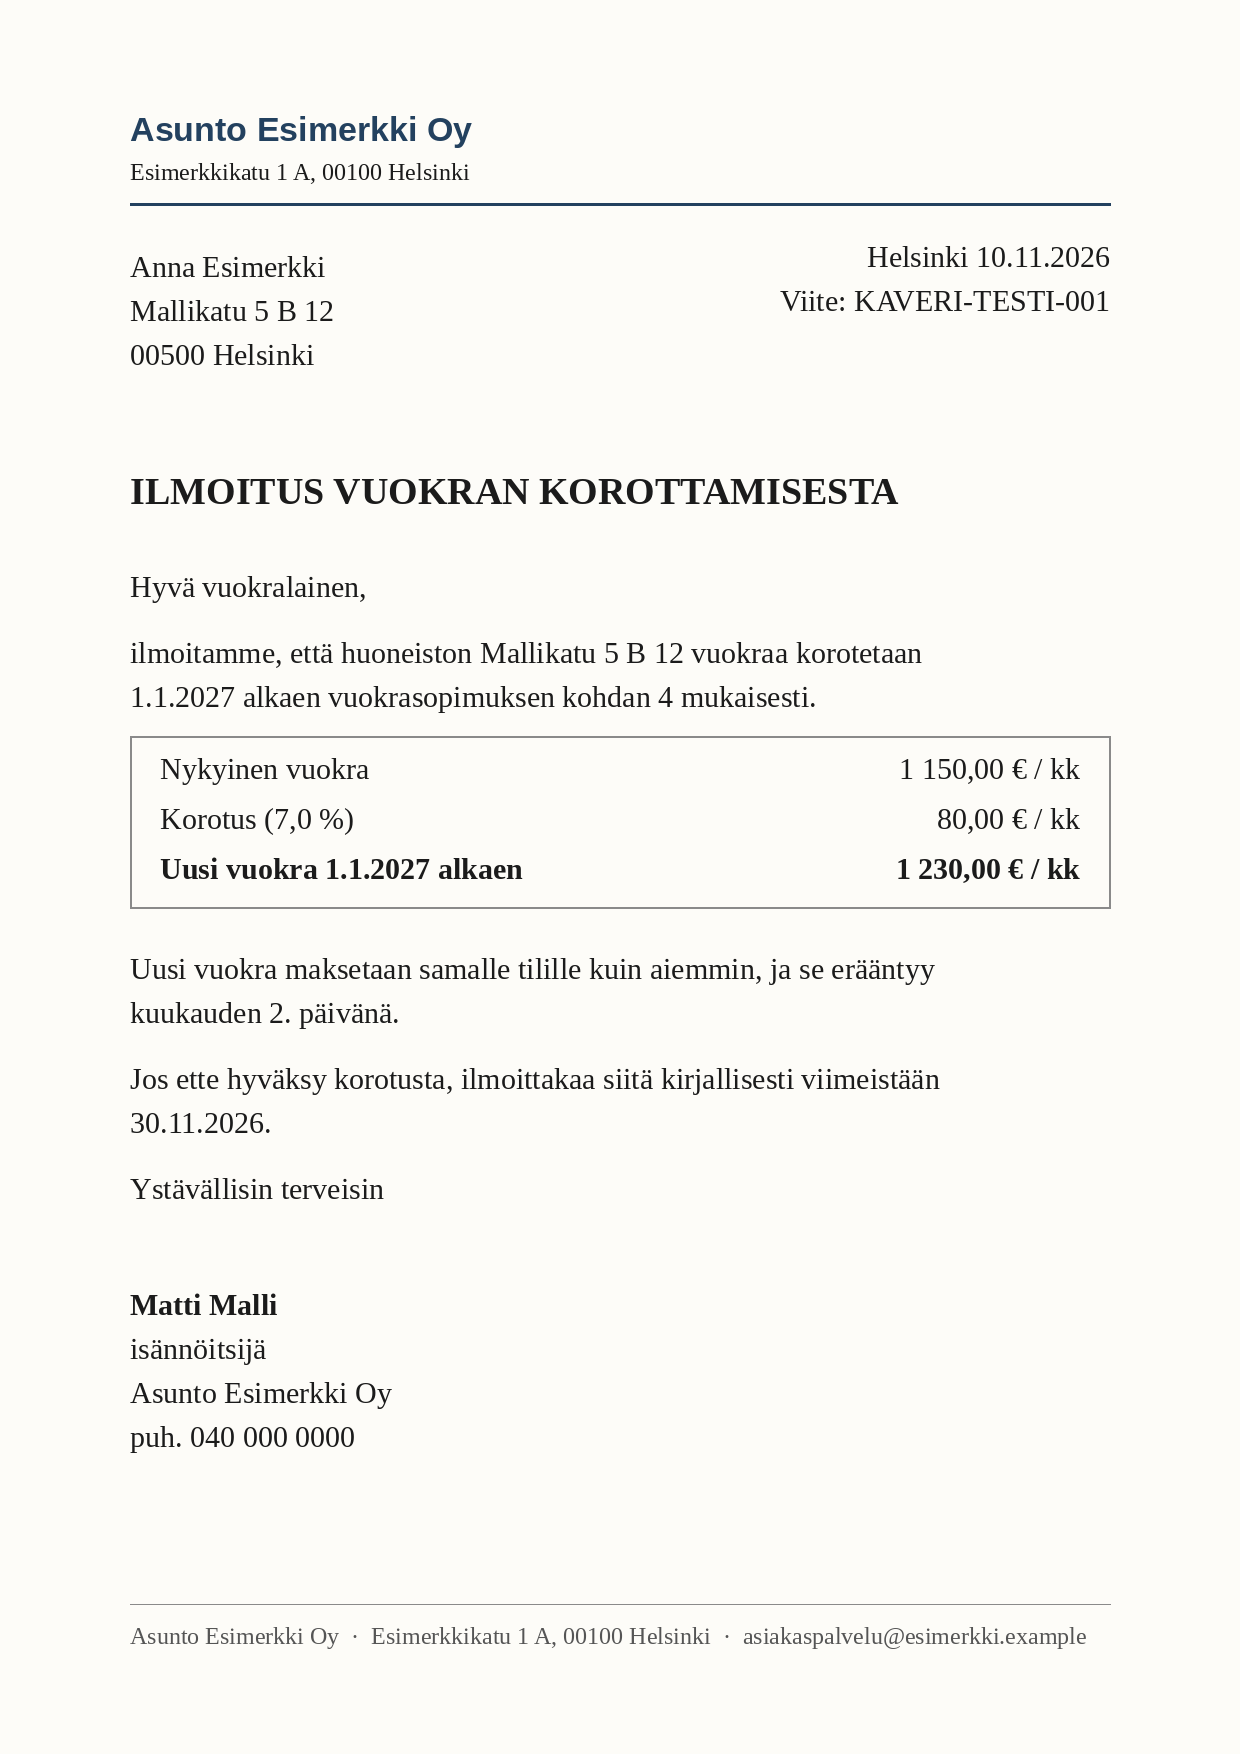 Asunto Esimerkki Oy
Esimerkkikatu 1 A, 00100 Helsinki
Anna Esimerkki
Mallikatu 5 B 12
00500 Helsinki
Helsinki 10.11.2026
Viite: KAVERI-TESTI-001
ILMOITUS VUOKRAN KOROTTAMISESTA
Hyvä vuokralainen,
ilmoitamme, että huoneiston Mallikatu 5 B 12 vuokraa korotetaan
1.1.2027 alkaen vuokrasopimuksen kohdan 4 mukaisesti.
Nykyinen vuokra 1 150,00 € / kk
Korotus (7,0 %) 80,00 € / kk
Uusi vuokra 1.1.2027 alkaen 1 230,00 € / kk
Uusi vuokra maksetaan samalle tilille kuin aiemmin, ja se erääntyy
kuukauden 2. päivänä.
Jos ette hyväksy korotusta, ilmoittakaa siitä kirjallisesti viimeistään
30.11.2026.
Ystävällisin terveisin
Matti Malli
isännöitsijä
Asunto Esimerkki Oy
puh. 040 000 0000
Asunto Esimerkki Oy · Esimerkkikatu 1 A, 00100 Helsinki · asiakaspalvelu@esimerkki.example